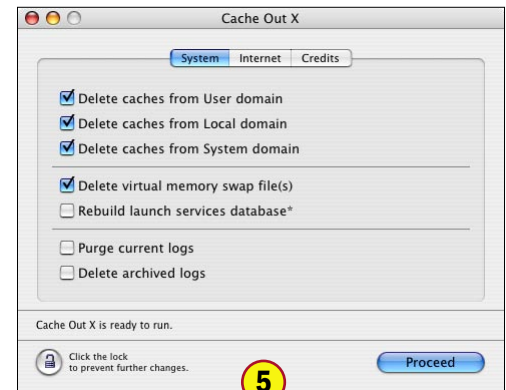 Cache Out X
System Internet Credits
Delete caches from User domain
Delete caches from Local domain
Delete caches from System domain
Delete virtual memory swap file(s)
Rebuild launch services database*
Purge current logs
Delete archived logs
Cache Out X is ready to run.
Click the lock
to prevent further changes.
5
Proceed